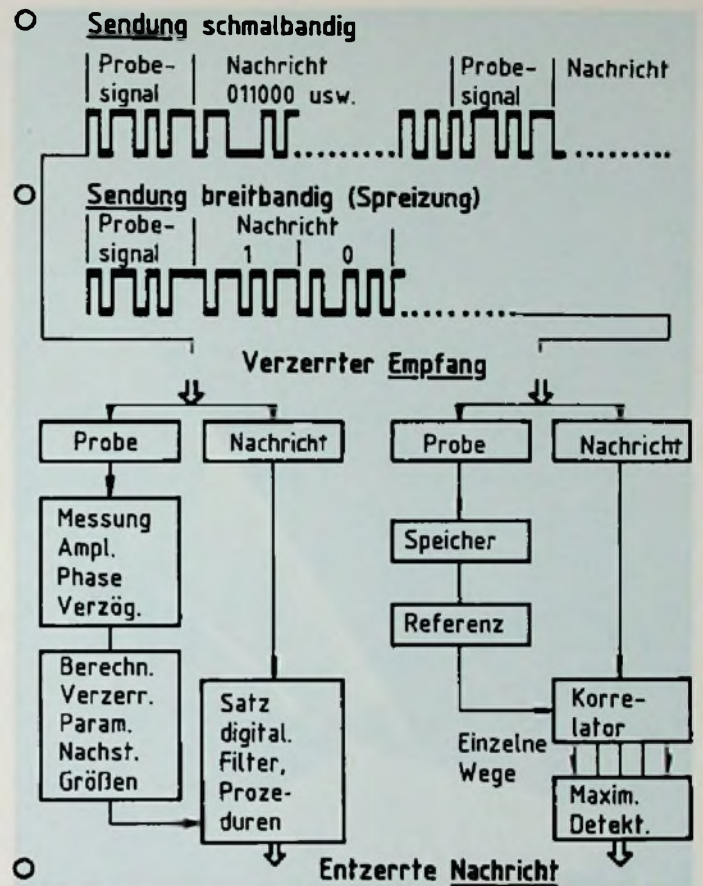 Sendung schmalbandig
Probe- Nachricht Probe- Nachricht
signal 011000 usw. signal
Sendung breitbandig (Spreizung)
Probe- Nachricht
signal 1 0
Verzerrter Empfang
Probe
Nachricht
Probe
Nachricht
Messung
Ampl.
Phase
Verzög.
Berechn.
Verzerr.
Param.
Nachst.
Größen
Satz
digital.
Filter,
Proze-
duren
Speicher
Referenz
Korre-
lator
Einzelne
Wege
Maxim.
Detekt.
Entzerrte Nachricht